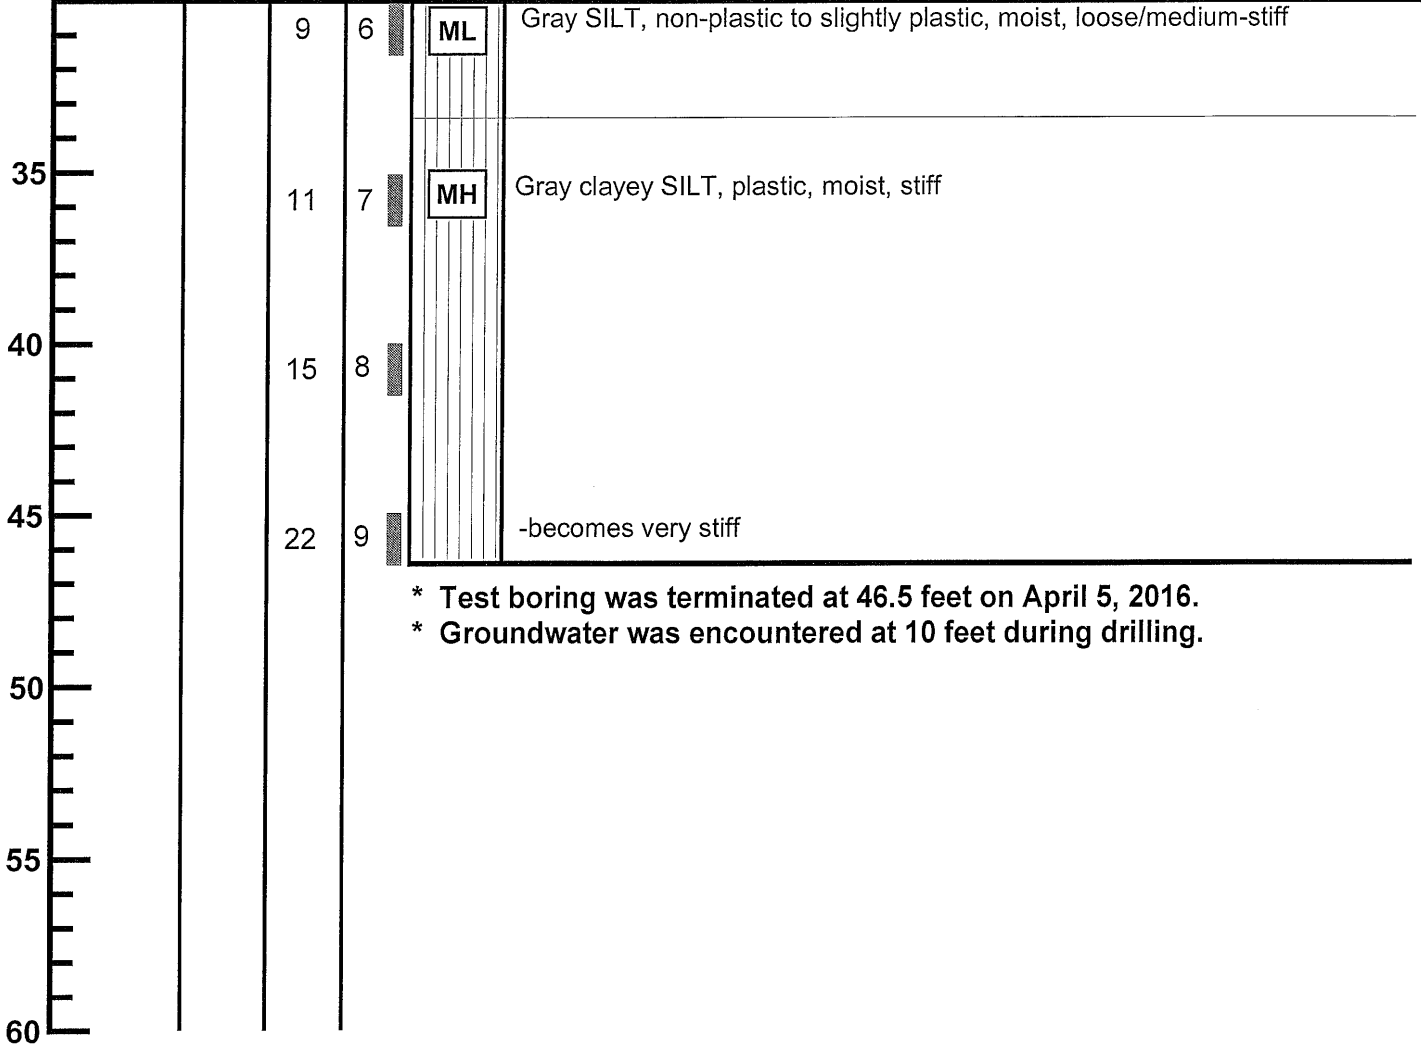 9 6 ML Gray SILT, non-plastic to slightly plastic, moist, loose/medium-stiff
35
11 7 MH Gray clayey SILT, plastic, moist, stiff
40
15 8
45
22 9 -becomes very stiff
* Test boring was terminated at 46.5 feet on April 5, 2016.
* Groundwater was encountered at 10 feet during drilling.
50
55
60